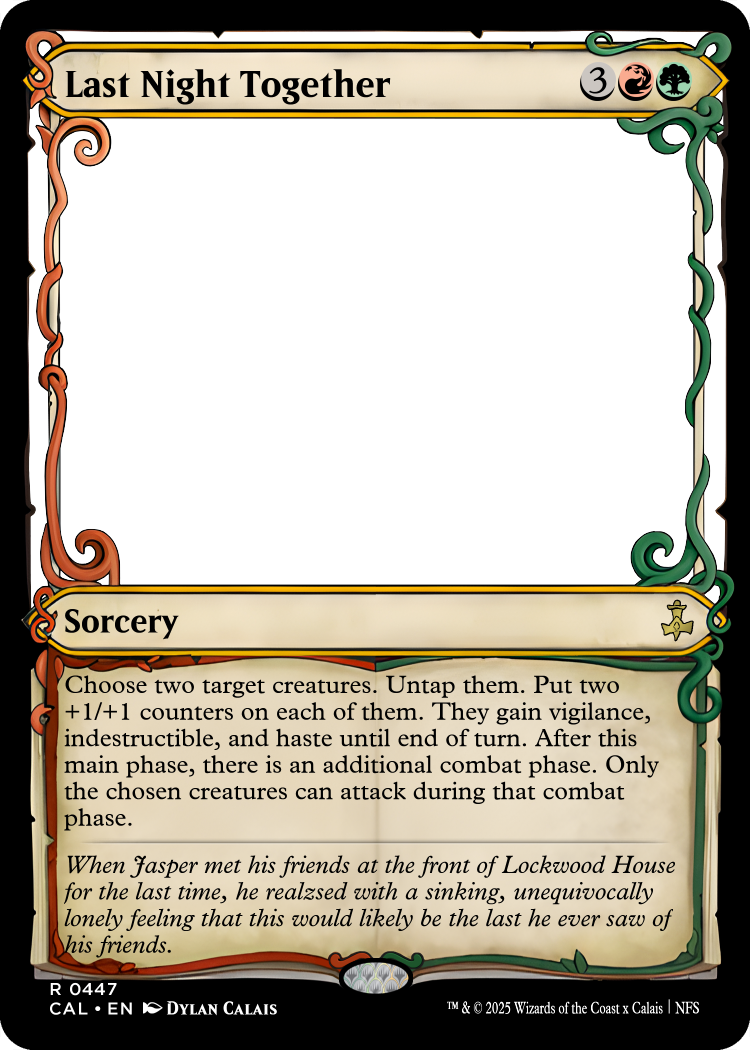 Last Night Together 3
Sorcery
Choose two target creatures. Untap them. Put two
+1/+1 counters on each of them. They gain vigilance,
indestructible, and haste until end of turn. After this
main phase, there is an additional combat phase. Only
the chosen creatures can attack during that combat
phase.
When Jasper met his friends at the front of Lockwood House
for the last time, he realzsed with a sinking, unequivocally
lonely feeling that this would likely be the last he ever saw of
his friends.
R 0447
CAL • EN DYLAN CALAIS ™ & © 2025 Wizards of the Coast x Calais | NFS